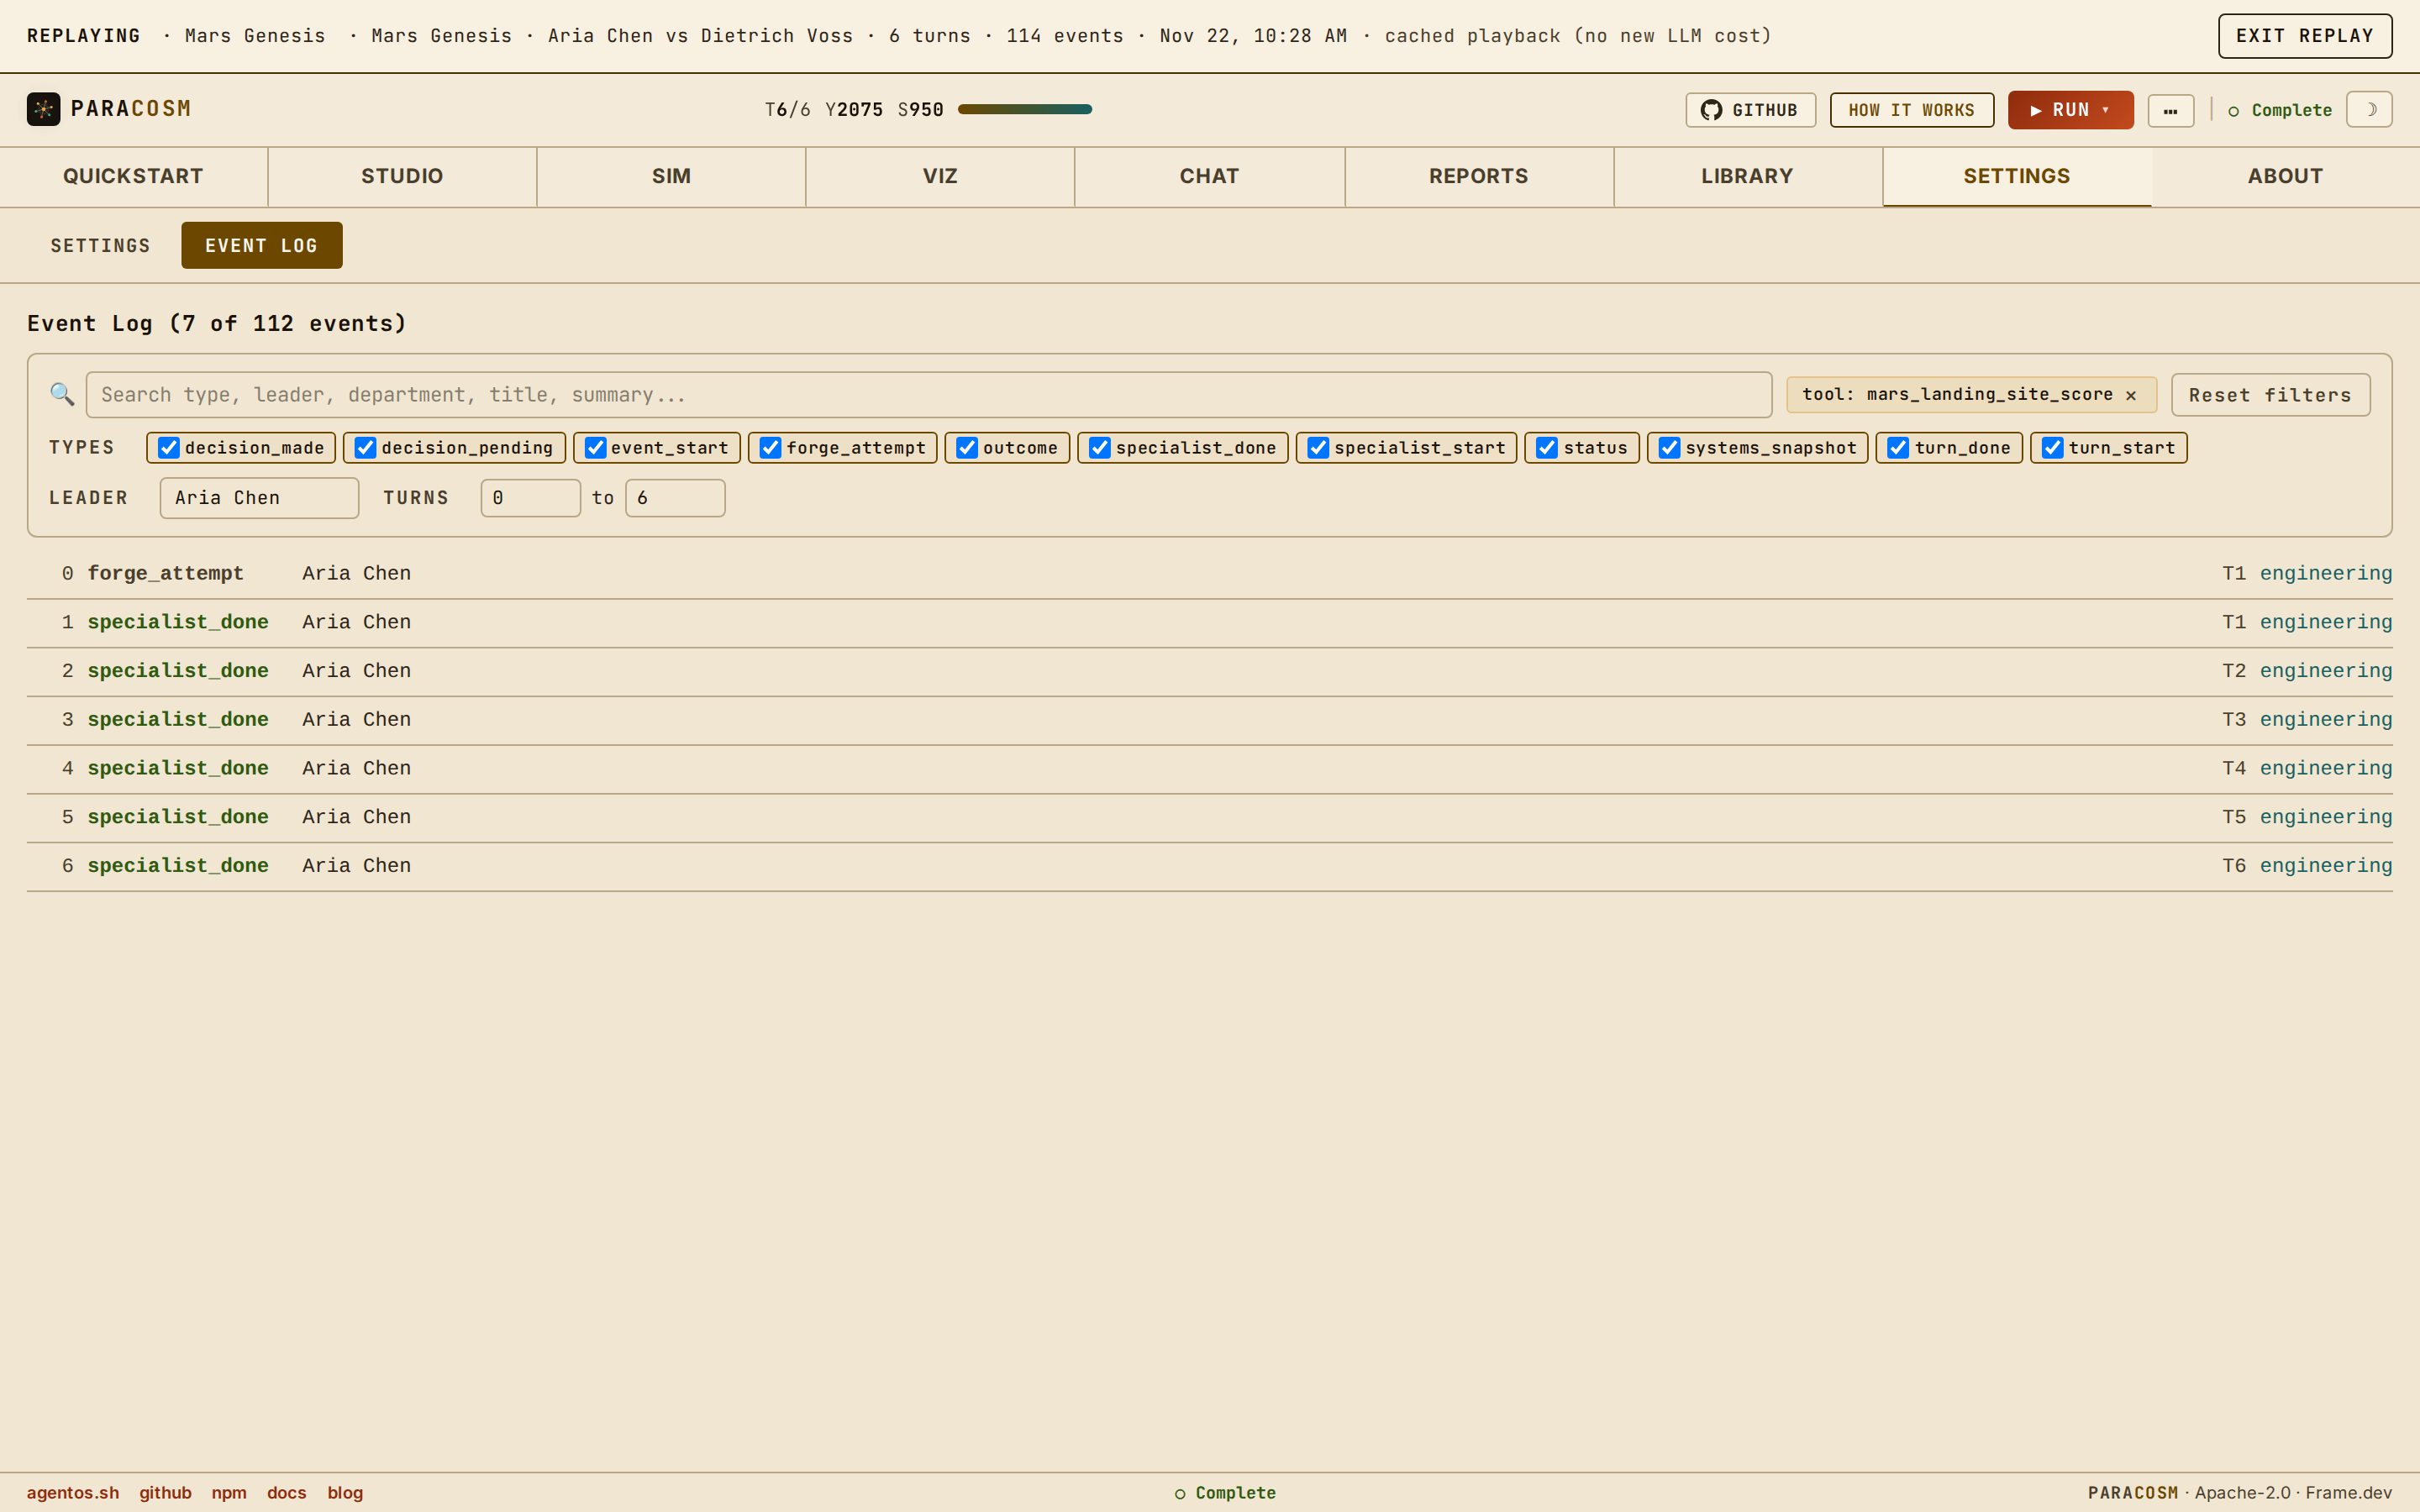 REPLAYING · Mars Genesis · Mars Genesis · Aria Chen vs Dietrich Voss · 6 turns · 114 events · Nov 22, 10:28 AM · cached playback (no new LLM cost) EXIT REPLAY
PARACOSM T6/6 Y2075 S950 GITHUB HOW IT WORKS ▶ RUN ▾ … ○ Complete
QUICKSTART STUDIO SIM VIZ CHAT REPORTS LIBRARY SETTINGS ABOUT
SETTINGS EVENT LOG
Event Log (7 of 112 events)
Search type, leader, department, title, summary... tool: mars_landing_site_score × Reset filters
TYPES decision_made decision_pending event_start forge_attempt outcome specialist_done specialist_start status systems_snapshot turn_done turn_start
LEADER Aria Chen TURNS 0 to 6
0 forge_attempt Aria Chen T1 engineering
1 specialist_done Aria Chen T1 engineering
2 specialist_done Aria Chen T2 engineering
3 specialist_done Aria Chen T3 engineering
4 specialist_done Aria Chen T4 engineering
5 specialist_done Aria Chen T5 engineering
6 specialist_done Aria Chen T6 engineering
agentos.sh github npm docs blog ○ Complete PARACOSM · Apache-2.0 · Frame.dev